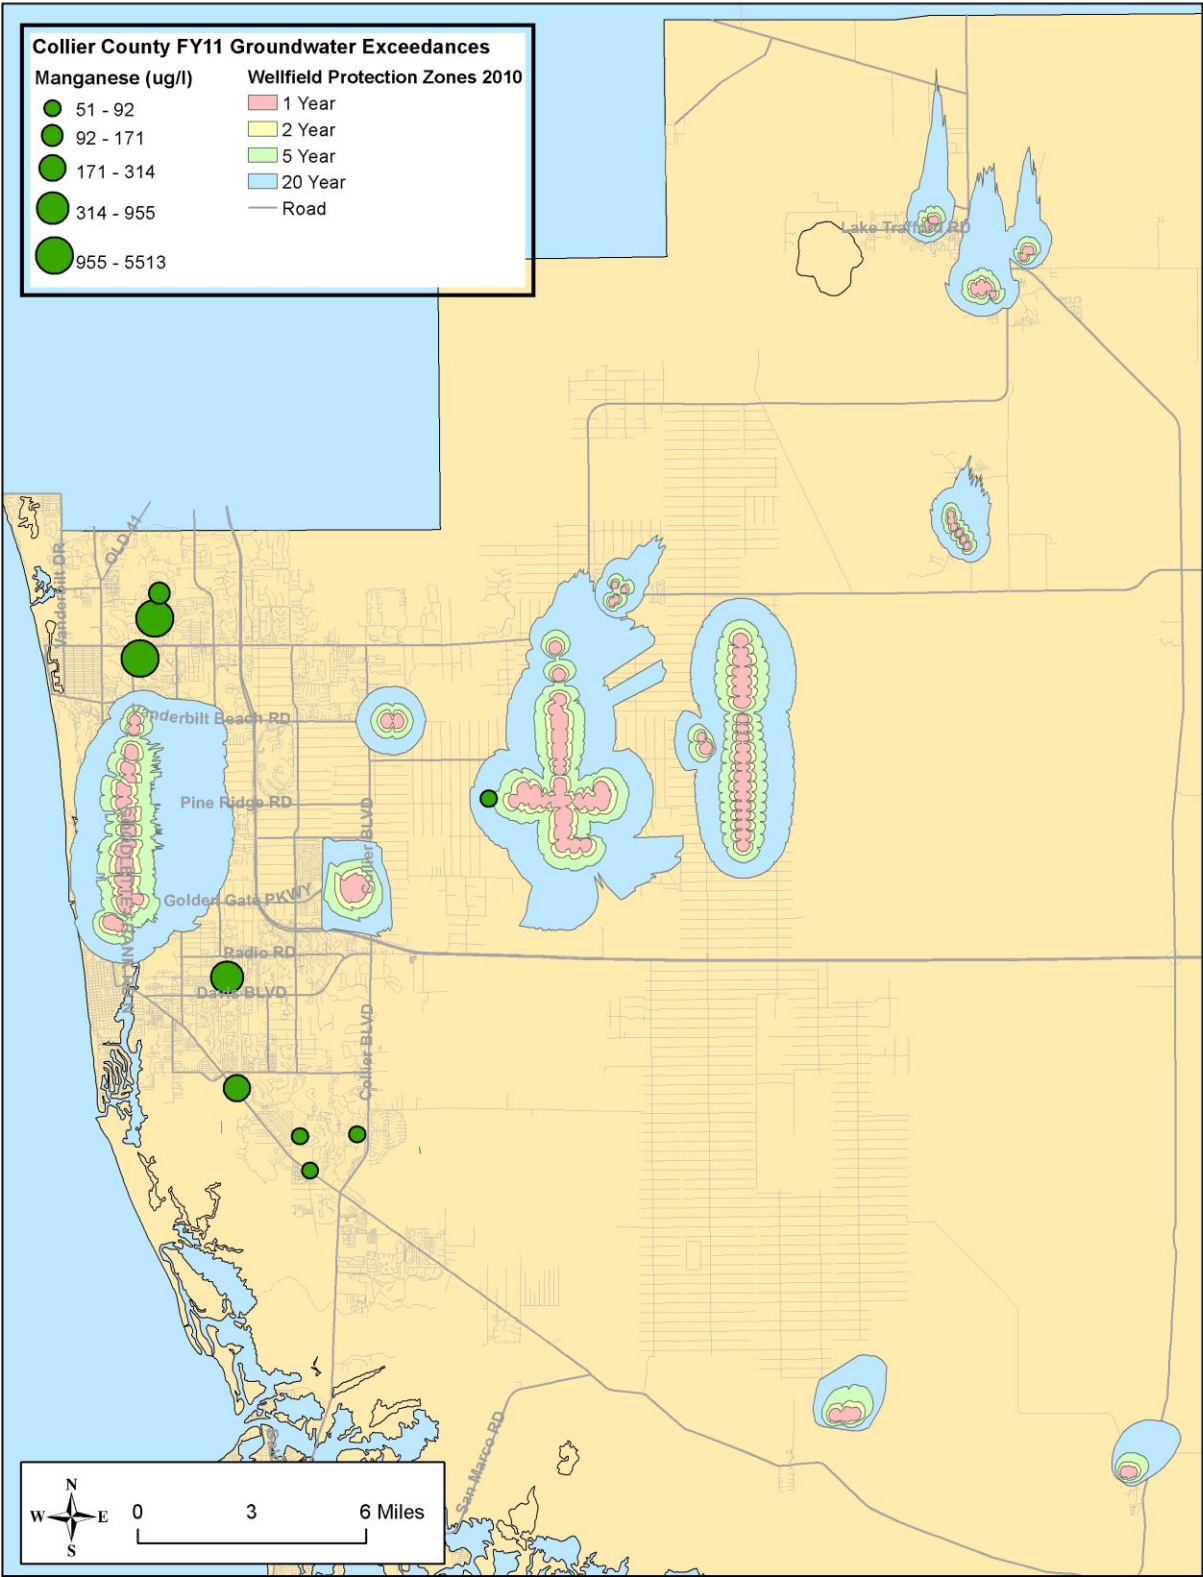 Collier County FY11 Groundwater Exceedances
Manganese (ug/l)
51 - 92
92 - 171
171 - 314
314 - 955
955 - 5513
Wellfield Protection Zones 2010
1 Year
2 Year
5 Year
20 Year
Road
Lake Trafford RD
OLD 41
Vanderbilt DR
Vanderbilt Beach RD
Pine Ridge RD
Collier BLVD
Golden Gate PKWY
Radio RD
Davis BLVD
Collier BLVD
San Marco RD
N
W E
S
0 3 6 Miles